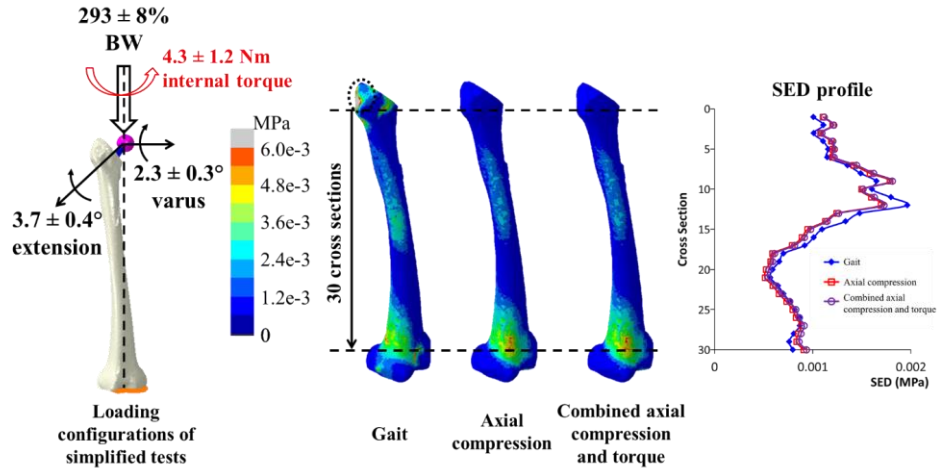 293 ± 8%
BW
4.3 ± 1.2 Nm
internal torque
2.3 ± 0.3°
varus
3.7 ± 0.4°
extension
Loading
configurations of
simplified tests
MPa
6.0e-3
4.8e-3
3.6e-3
2.4e-3
1.2e-3
0
30 cross sections
Gait
Axial
compression
Combined axial
compression
and torque
SED profile
Cross Section
0
5
10
15
20
25
30
Gait
Axial compression
Combined axial
compression and torque
0
0.001
0.002
SED (MPa)